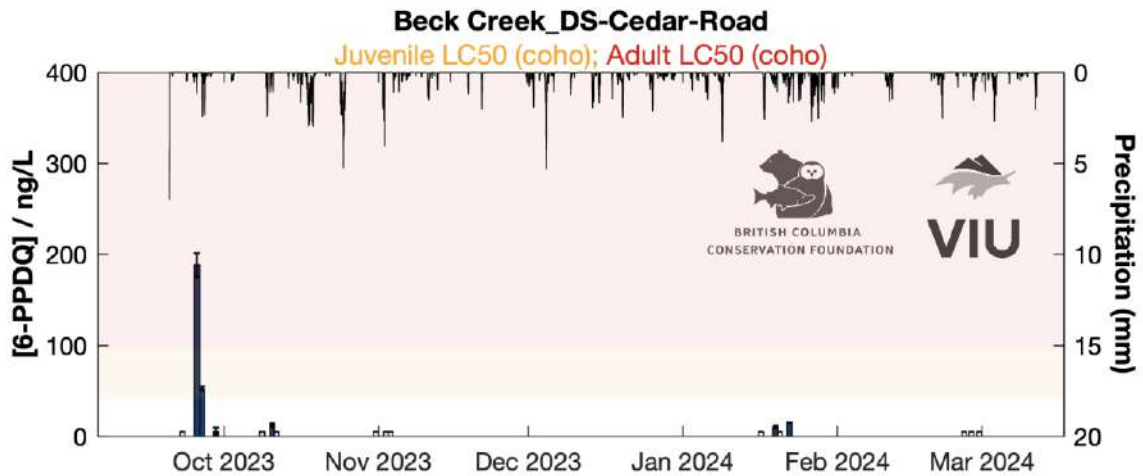 Beck Creek_DS-Cedar-Road
Juvenile LC50 (coho); Adult LC50 (coho)
400
300
200
100
0
[6-PPDQ] / ng/L
0
5
10
15
20
Precipitation (mm)
BRITISH COLUMBIA
CONSERVATION FOUNDATION
VIU
Oct 2023 Nov 2023 Dec 2023 Jan 2024 Feb 2024 Mar 2024